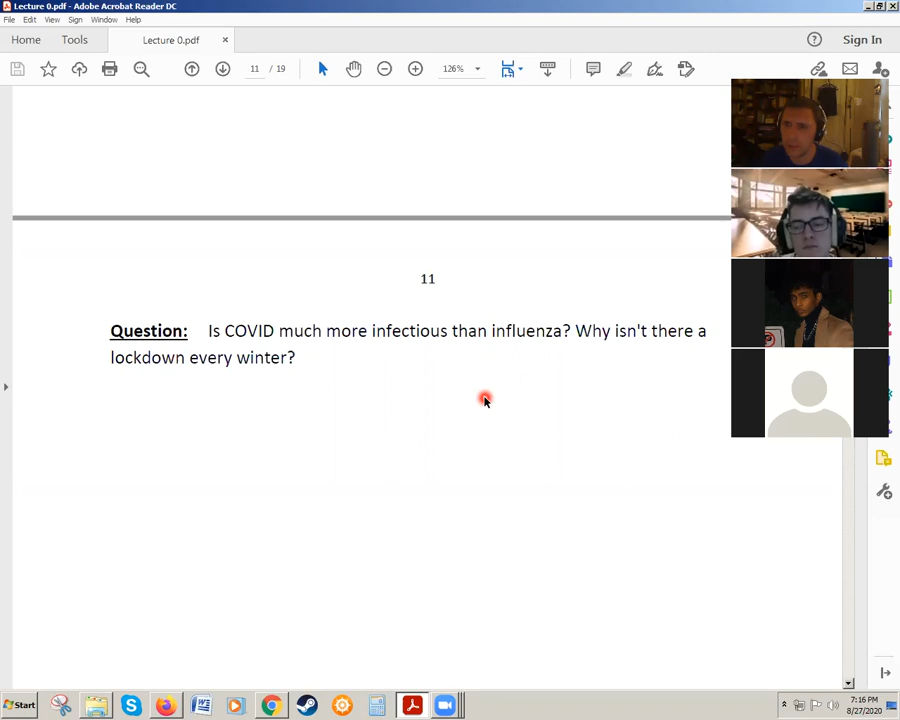 Lecture 0.pdf - Adobe Acrobat Reader DC
File Edit View Sign Window Help
Home Tools Lecture 0.pdf × Sign In
11 / 19 126%
11
Question: Is COVID much more infectious than influenza? Why isn't there a
lockdown every winter?
Start
7:16 PM
8/27/2020